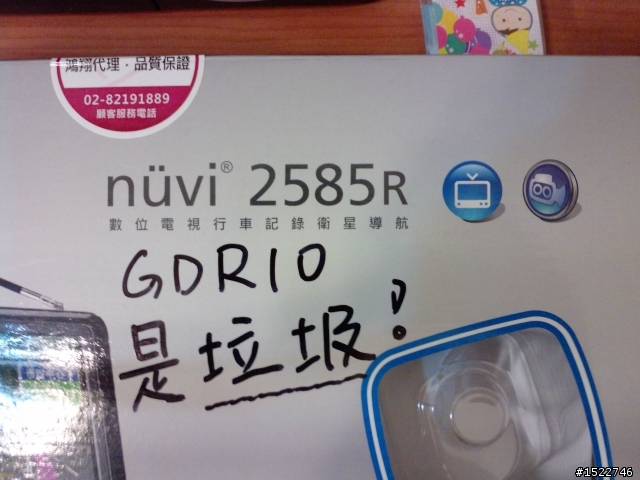 鴻翔代理．品質保證
02-82191889
顧客服務電話
nüvi® 2585R
數位電視行車記錄衛星導航
GDR10
是垃圾!
#1522746